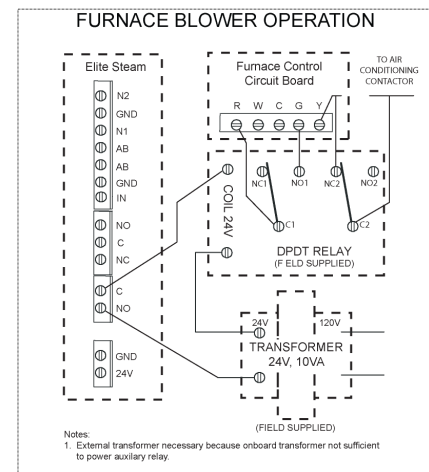 FURNACE BLOWER OPERATION
Elite Steam
N2
GND
N1
AB
AB
GND
IN
NO
C
NC
C
NO
GND
24V
Furnace Control
Circuit Board
R W C G Y
TO AIR
CONDITIONING
CONTACTOR
COIL 24V
NC1
NO1
NC2
NO2
C1
C2
DPDT RELAY
(F ELD SUPPLIED)
24V
120V
TRANSFORMER
24V, 10VA
(FIELD SUPPLIED)
Notes:
1. External transformer necessary because onboard transformer not sufficient
to power auxilary relay.